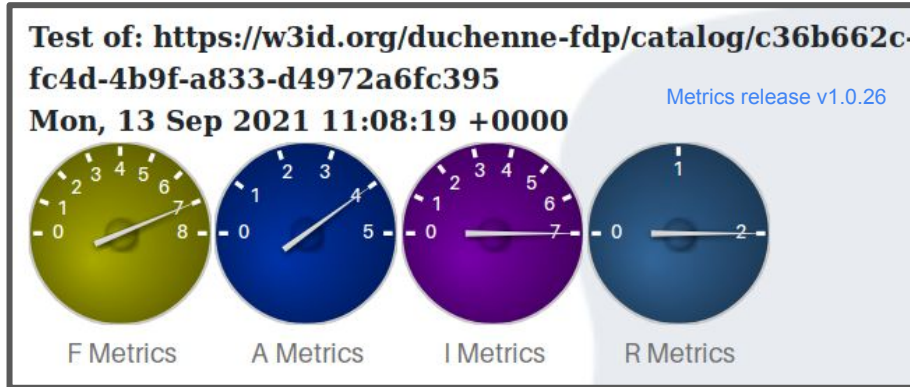 Test of: https://w3id.org/duchenne-fdp/catalog/c36b662c-
fc4d-4b9f-a833-d4972a6fc395
Metrics release v1.0.26
Mon, 13 Sep 2021 11:08:19 +0000
0 1 2 3 4 5 6 7 8
0 1 2 3 4 5
0 1 2 3 4 5 6 7
0 1 2
F Metrics
A Metrics
I Metrics
R Metrics